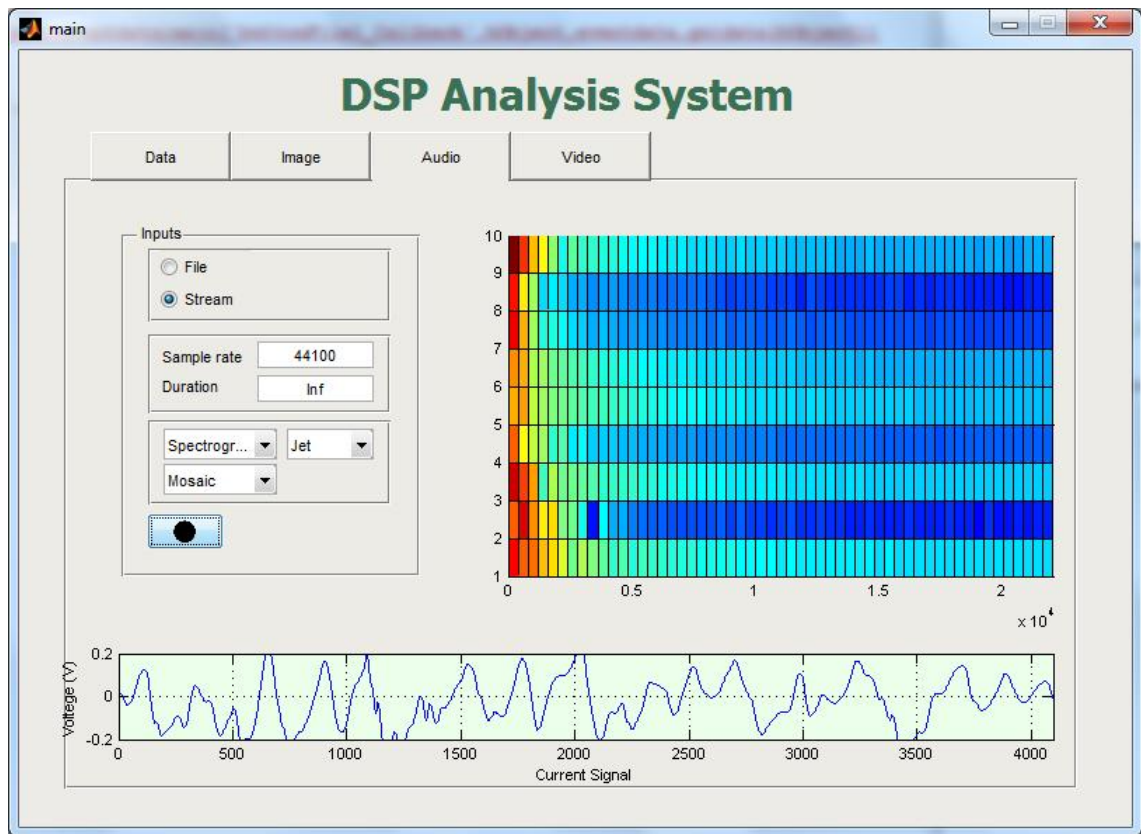 main
DSP Analysis System
Data Image Audio Video
Inputs
File
Stream
Sample rate 44100
Duration Inf
Spectrogr... Jet
Mosaic
10
9
8
7
6
5
4
3
2
1
0 0.5 1 1.5 2
x 10^4
Voltege (V)
0.2
0
-0.2
0 500 1000 1500 2000 2500 3000 3500 4000
Current Signal